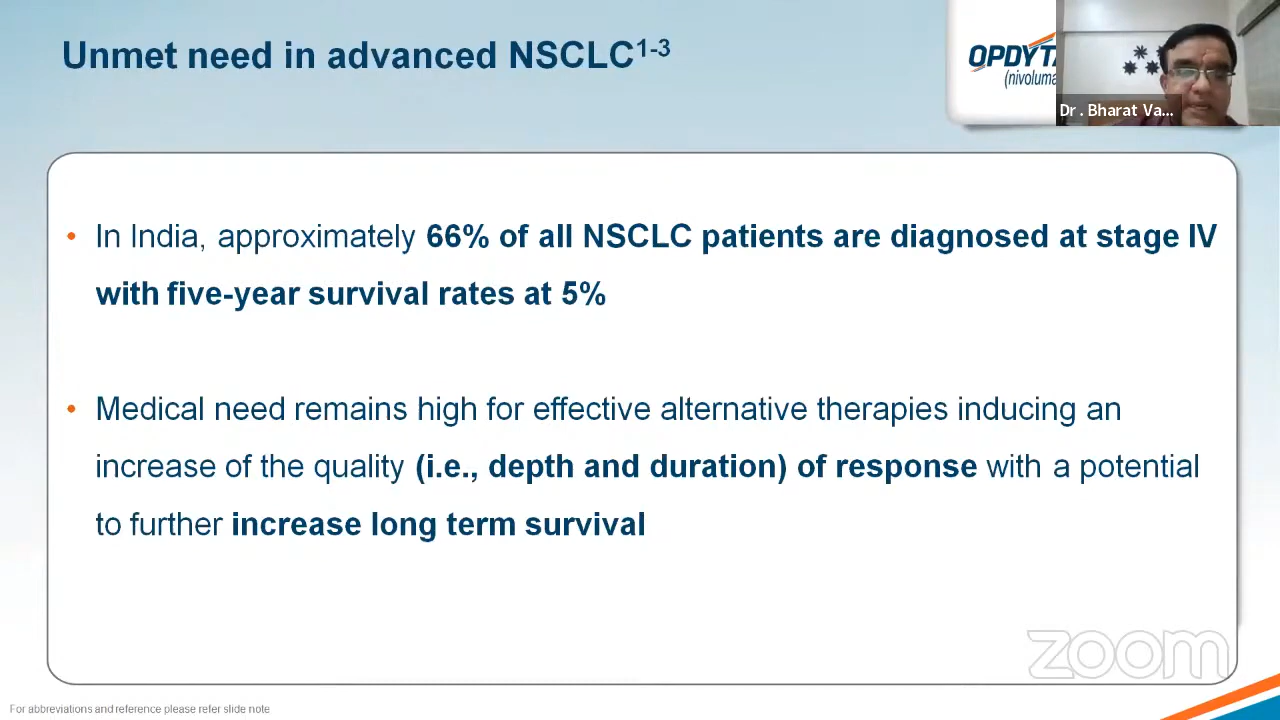 Unmet need in advanced NSCLC1-3
OPDYTA
(nivoluma
Dr. Bharat Va...
• In India, approximately 66% of all NSCLC patients are diagnosed at stage IV
with five-year survival rates at 5%
• Medical need remains high for effective alternative therapies inducing an
increase of the quality (i.e., depth and duration) of response with a potential
to further increase long term survival
zoom
For abbreviations and reference please refer slide note